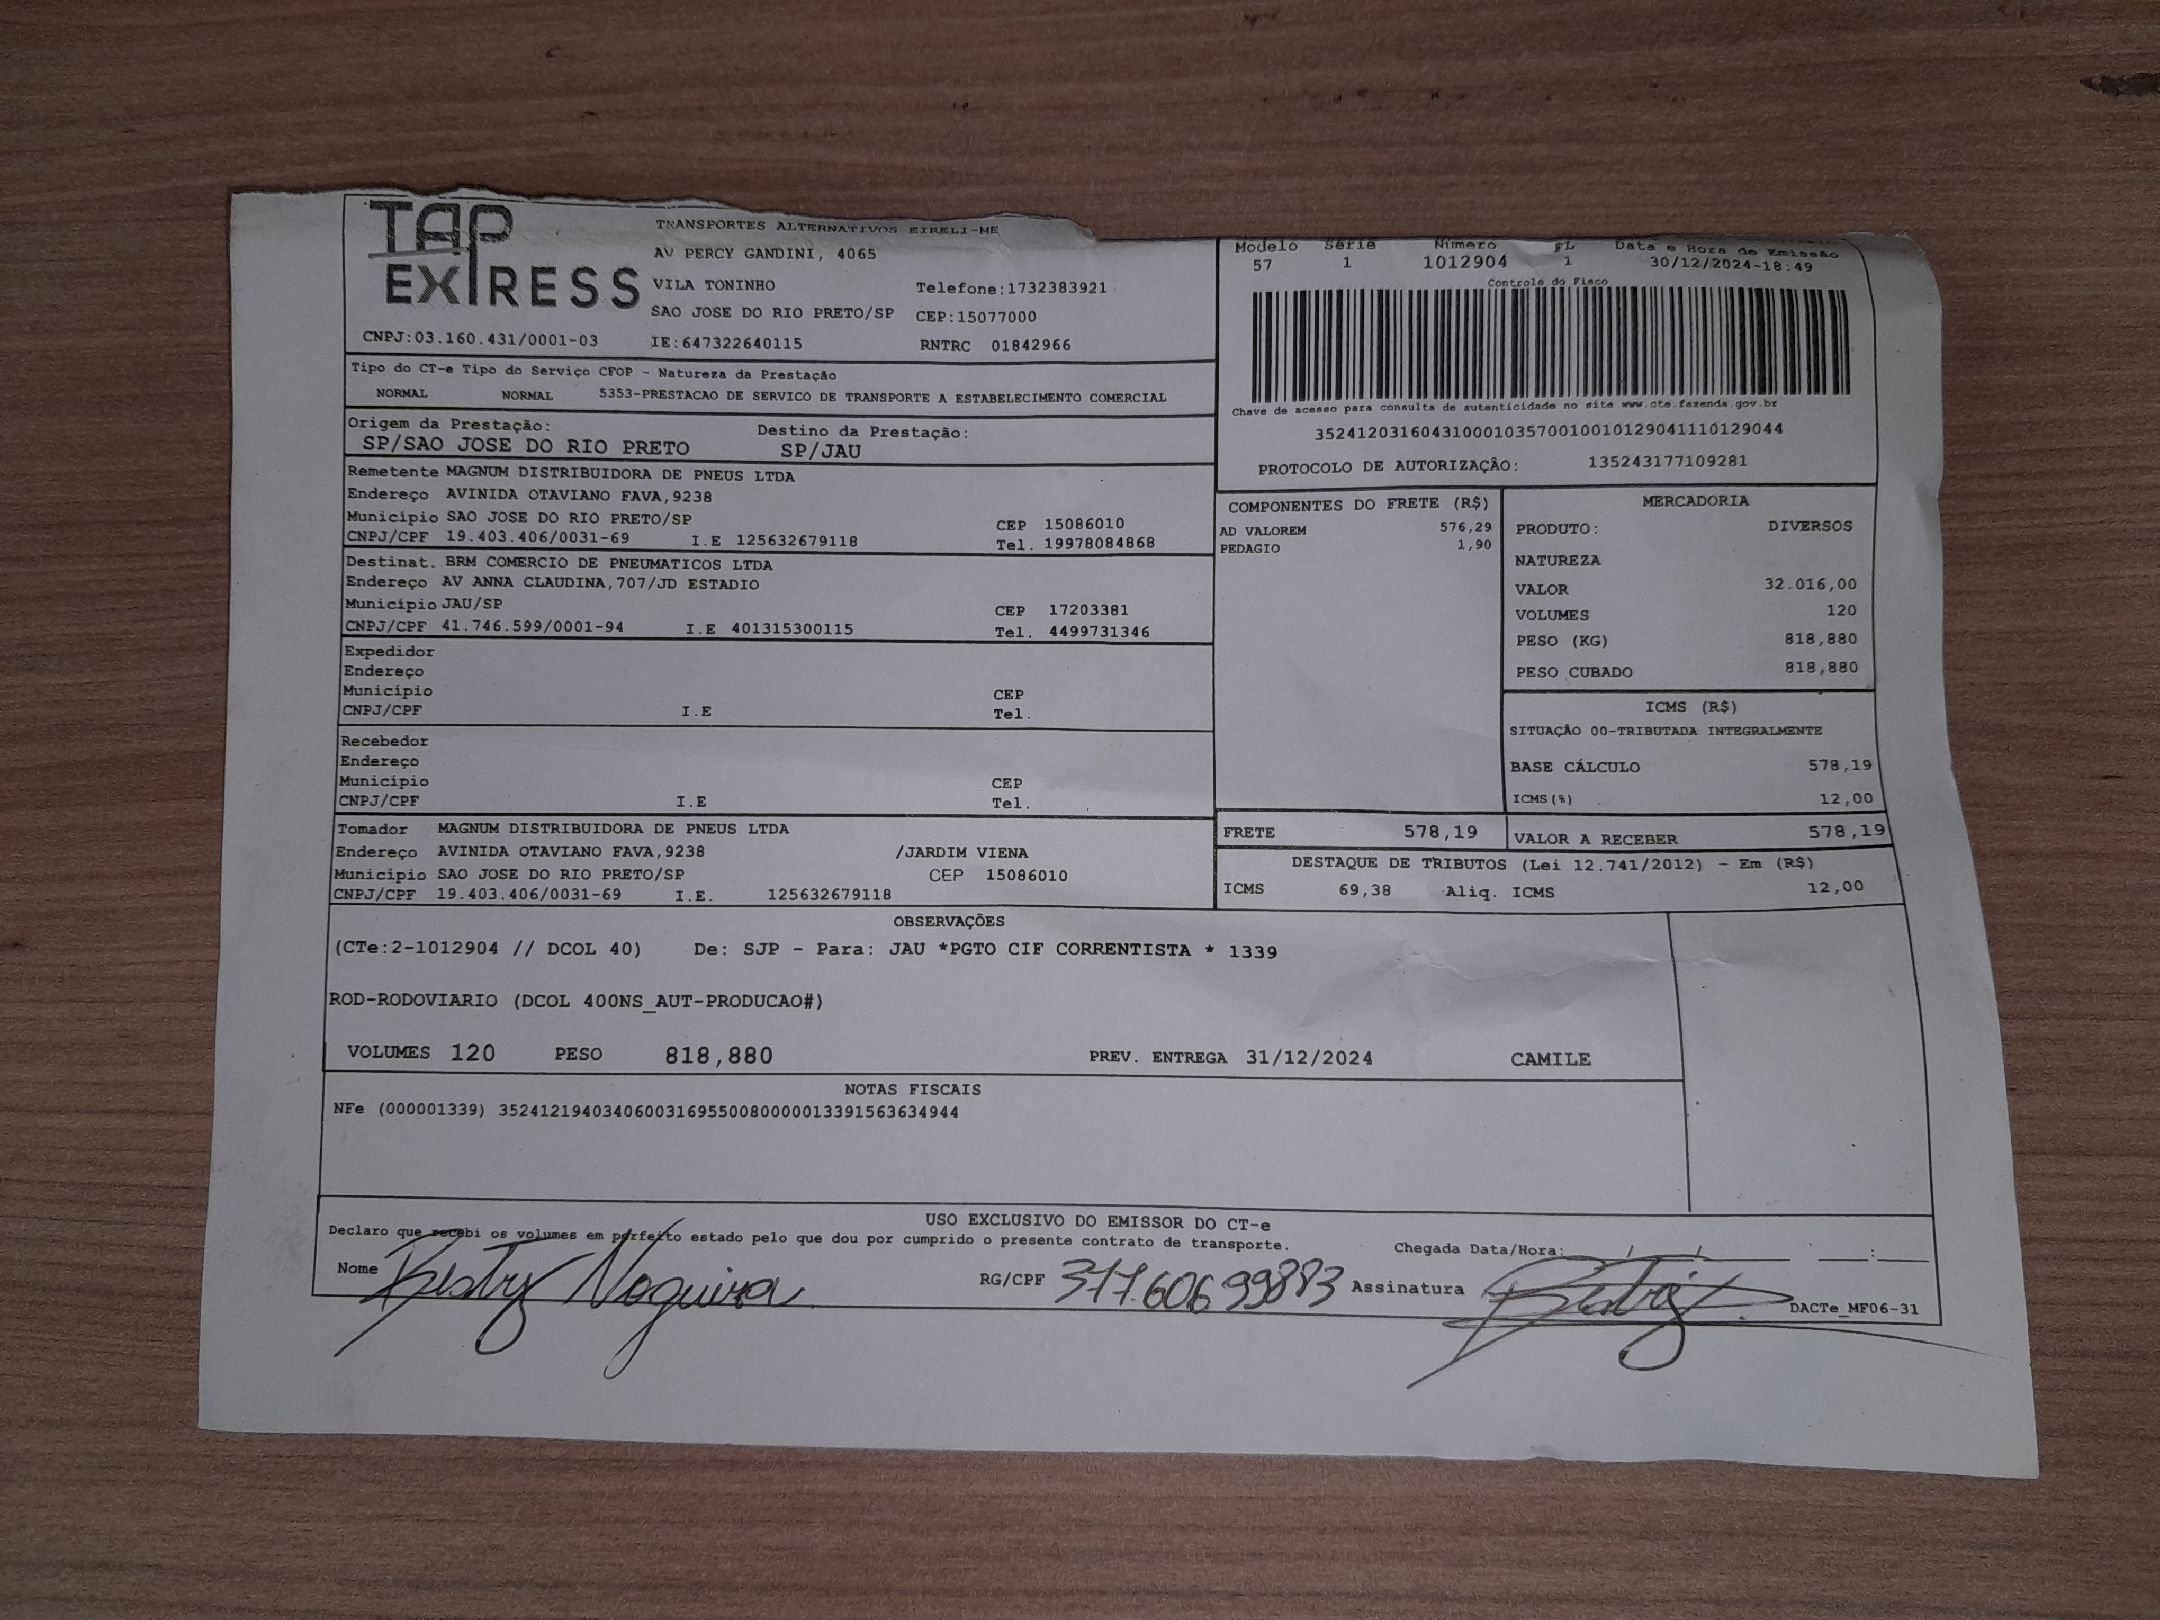 TAP
EXPRESS
TRANSPORTES ALTERNATIVOS EIRELI-ME
AV PERCY GANDINI, 4065
VILA TONINHO
Telefone:1732383921
SAO JOSE DO RIO PRETO/SP CEP:15077000
CNPJ:03.160.431/0001-03 IE:647322640115 RNTRC 01842966
Modelo Série Número FL Data e Hora de Emissão
57 1 1012904 1 30/12/2024-18:49
Controle do Fisco
Chave de acesso para consulta de autenticidade no site www.cte.fazenda.gov.br
35241203160431000103570010010129041110129044
PROTOCOLO DE AUTORIZAÇÃO: 135243177109281
Tipo do CT-e Tipo do Serviço CFOP - Natureza da Prestação
NORMAL NORMAL 5353-PRESTACAO DE SERVICO DE TRANSPORTE A ESTABELECIMENTO COMERCIAL
Origem da Prestação: Destino da Prestação:
SP/SAO JOSE DO RIO PRETO SP/JAU
Remetente MAGNUM DISTRIBUIDORA DE PNEUS LTDA
Endereço AVINIDA OTAVIANO FAVA,9238
Município SAO JOSE DO RIO PRETO/SP CEP 15086010
CNPJ/CPF 19.403.406/0031-69 I.E 125632679118 Tel. 19978084868
Destinat. BRM COMERCIO DE PNEUMATICOS LTDA
Endereço AV ANNA CLAUDINA,707/JD ESTADIO
Município JAU/SP CEP 17203381
CNPJ/CPF 41.746.599/0001-94 I.E 401315300115 Tel. 4499731346
Expedidor
Endereço
Município CEP
CNPJ/CPF I.E Tel.
Recebedor
Endereço
Município CEP
CNPJ/CPF I.E Tel.
Tomador MAGNUM DISTRIBUIDORA DE PNEUS LTDA
Endereço AVINIDA OTAVIANO FAVA,9238 /JARDIM VIENA
Município SAO JOSE DO RIO PRETO/SP CEP 15086010
CNPJ/CPF 19.403.406/0031-69 I.E. 125632679118
COMPONENTES DO FRETE (R$)
AD VALOREM 576,29
PEDAGIO 1,90
MERCADORIA
PRODUTO: DIVERSOS
NATUREZA
VALOR 32.016,00
VOLUMES 120
PESO (KG) 818,880
PESO CUBADO 818,880
ICMS (R$)
SITUAÇÃO 00-TRIBUTADA INTEGRALMENTE
BASE CÁLCULO 578,19
ICMS(%) 12,00
FRETE 578,19 VALOR A RECEBER 578,19
DESTAQUE DE TRIBUTOS (Lei 12.741/2012) - Em (R$)
ICMS 69,38 Aliq. ICMS 12,00
OBSERVAÇÕES
(CTe:2-1012904 // DCOL 40) De: SJP - Para: JAU *PGTO CIF CORRENTISTA * 1339
ROD-RODOVIARIO (DCOL 400NS_AUT-PRODUCAO#)
VOLUMES 120 PESO 818,880 PREV. ENTREGA 31/12/2024 CAMILE
NOTAS FISCAIS
NFe (000001339) 35241219403406003169550080000013391563634944
USO EXCLUSIVO DO EMISSOR DO CT-e
Declaro que recebi os volumes em perfeito estado pelo que dou por cumprido o presente contrato de transporte. Chegada Data/Hora: / / :
Nome Beatriz Noguira RG/CPF 377.606.99883 Assinatura Beatriz
DACTe_MF06-31